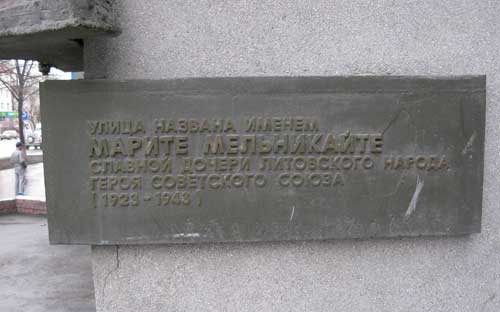 УЛИЦА НАЗВАНА ИМЕНЕМ
МАРИТЕ МЕЛЬНИКАЙТЕ
СЛАВНОЙ ДОЧЕРИ ЛИТОВСКОГО НАРОДА
ГЕРОЯ СОВЕТСКОГО СОЮЗА
(1923-1943)